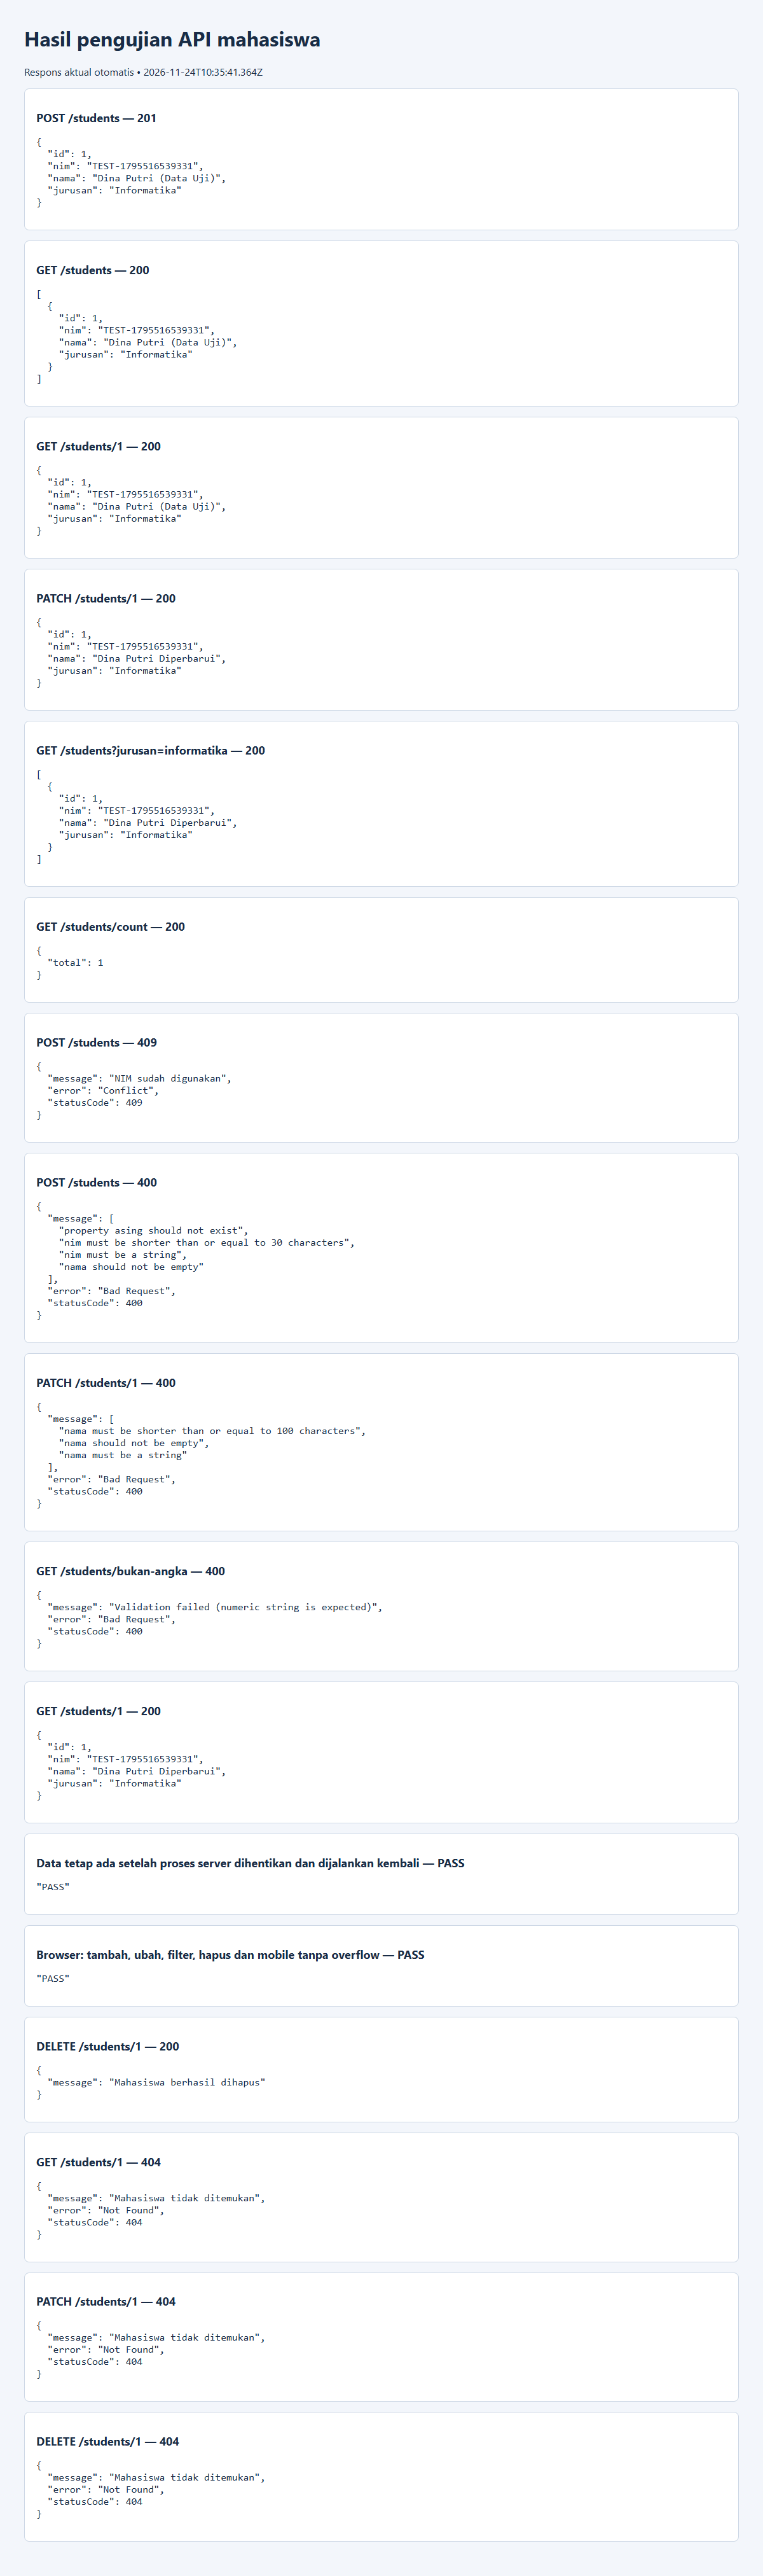 Hasil pengujian API mahasiswa
Respons aktual otomatis • 2026-11-24T10:35:41.364Z
POST /students — 201
{
  "id": 1,
  "nim": "TEST-1795516539331",
  "nama": "Dina Putri (Data Uji)",
  "jurusan": "Informatika"
}
GET /students — 200
[
  {
    "id": 1,
    "nim": "TEST-1795516539331",
    "nama": "Dina Putri (Data Uji)",
    "jurusan": "Informatika"
  }
]
GET /students/1 — 200
{
  "id": 1,
  "nim": "TEST-1795516539331",
  "nama": "Dina Putri (Data Uji)",
  "jurusan": "Informatika"
}
PATCH /students/1 — 200
{
  "id": 1,
  "nim": "TEST-1795516539331",
  "nama": "Dina Putri Diperbarui",
  "jurusan": "Informatika"
}
GET /students?jurusan=informatika — 200
[
  {
    "id": 1,
    "nim": "TEST-1795516539331",
    "nama": "Dina Putri Diperbarui",
    "jurusan": "Informatika"
  }
]
GET /students/count — 200
{
  "total": 1
}
POST /students — 409
{
  "message": "NIM sudah digunakan",
  "error": "Conflict",
  "statusCode": 409
}
POST /students — 400
{
  "message": [
    "property asing should not exist",
    "nim must be shorter than or equal to 30 characters",
    "nim must be a string",
    "nama should not be empty"
  ],
  "error": "Bad Request",
  "statusCode": 400
}
PATCH /students/1 — 400
{
  "message": [
    "nama must be shorter than or equal to 100 characters",
    "nama should not be empty",
    "nama must be a string"
  ],
  "error": "Bad Request",
  "statusCode": 400
}
GET /students/bukan-angka — 400
{
  "message": "Validation failed (numeric string is expected)",
  "error": "Bad Request",
  "statusCode": 400
}
GET /students/1 — 200
{
  "id": 1,
  "nim": "TEST-1795516539331",
  "nama": "Dina Putri Diperbarui",
  "jurusan": "Informatika"
}
Data tetap ada setelah proses server dihentikan dan dijalankan kembali — PASS
"PASS"
Browser: tambah, ubah, filter, hapus dan mobile tanpa overflow — PASS
"PASS"
DELETE /students/1 — 200
{
  "message": "Mahasiswa berhasil dihapus"
}
GET /students/1 — 404
{
  "message": "Mahasiswa tidak ditemukan",
  "error": "Not Found",
  "statusCode": 404
}
PATCH /students/1 — 404
{
  "message": "Mahasiswa tidak ditemukan",
  "error": "Not Found",
  "statusCode": 404
}
DELETE /students/1 — 404
{
  "message": "Mahasiswa tidak ditemukan",
  "error": "Not Found",
  "statusCode": 404
}